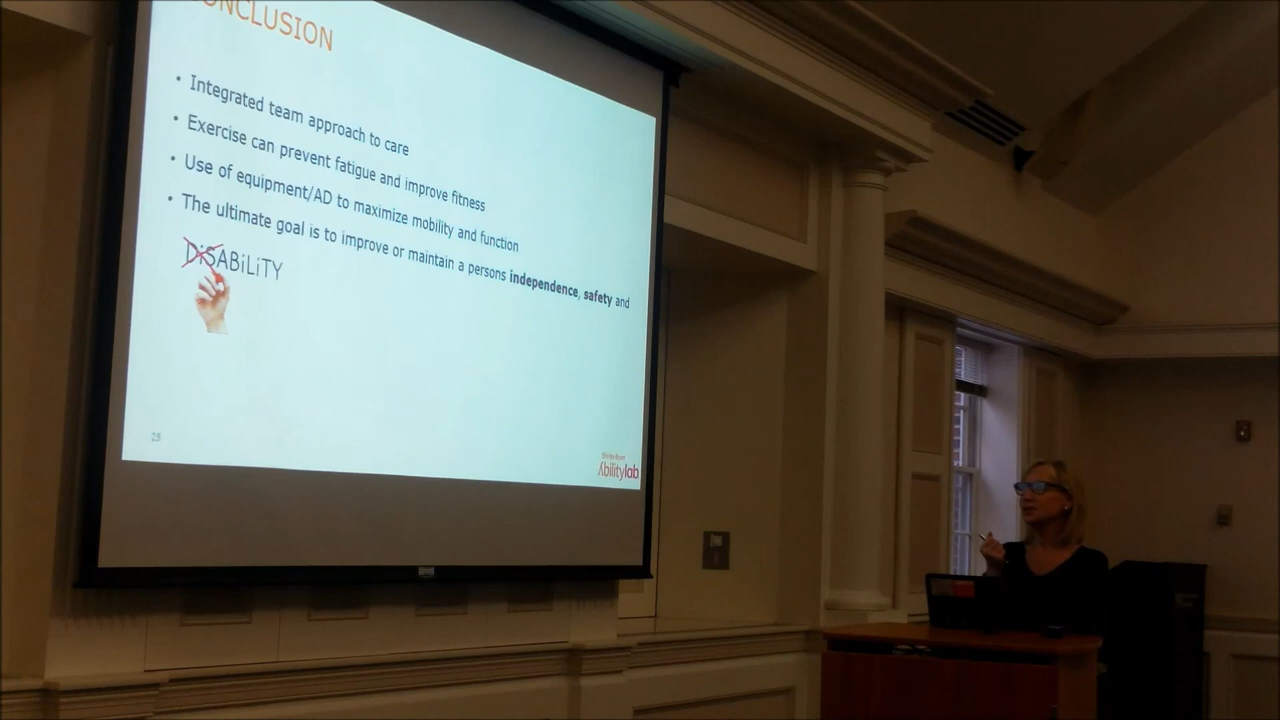 ONCLUSION
• Integrated team approach to care
• Exercise can prevent fatigue and improve fitness
• Use of equipment/AD to maximize mobility and function
• The ultimate goal is to improve or maintain a persons independence, safety and
DiSABiLiTY
25
Shirley Ryan
Abilitylab